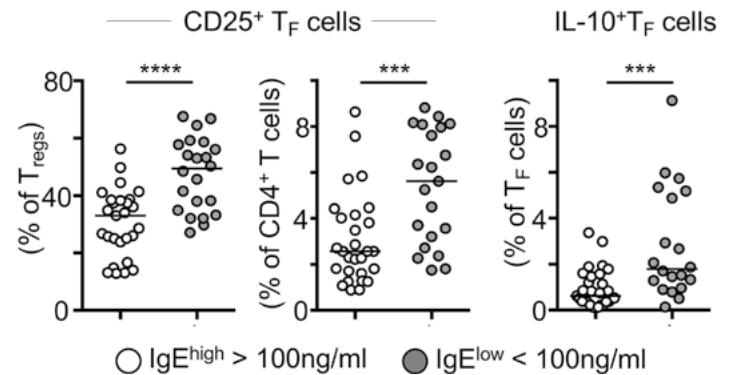 CD25⁺ T_F cells
IL-10⁺T_F cells
****
***
***
80
40
0
(% of T_regs)
8
4
0
(% of CD4⁺ T cells)
8
4
0
(% of T_F cells)
IgE^high > 100ng/ml
IgE^low < 100ng/ml